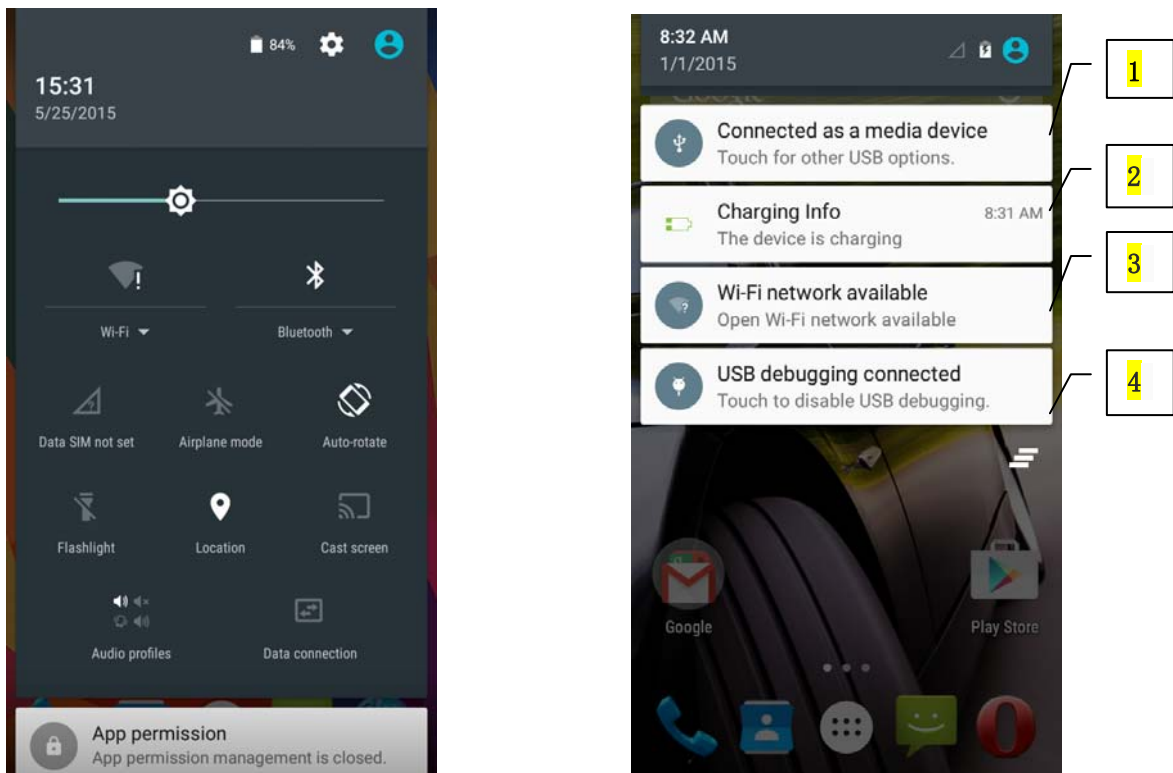 84%
15:31
5/25/2015
Wi-Fi
Bluetooth
Data SIM not set
Airplane mode
Auto-rotate
Flashlight
Location
Cast screen
Audio profiles
Data connection
App permission
App permission management is closed.
8:32 AM
1/1/2015
Google
Connected as a media device
Touch for other USB options.
1
Charging Info
8:31 AM
The device is charging
2
Wi-Fi network available
Open Wi-Fi network available
3
USB debugging connected
Touch to disable USB debugging.
4
Google
Play Store